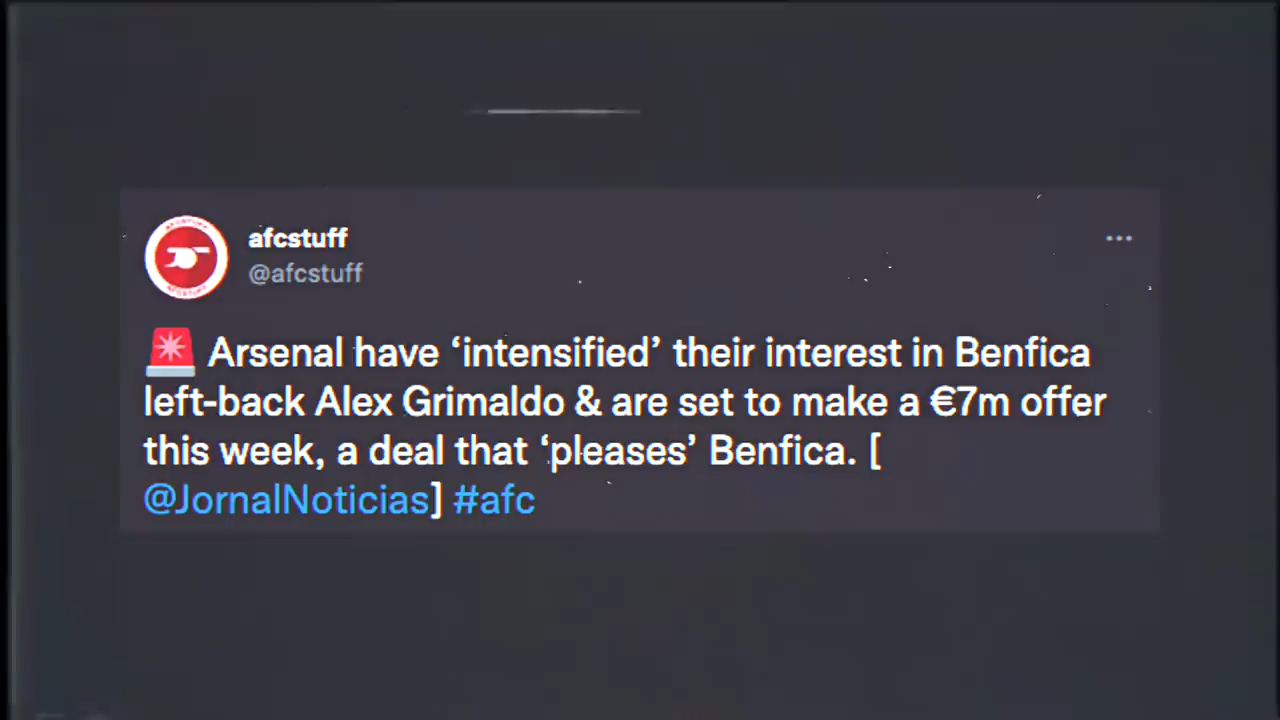 afcstuff
@afcstuff
🚨 Arsenal have ‘intensified’ their interest in Benfica
left-back Alex Grimaldo & are set to make a €7m offer
this week, a deal that ‘pleases’ Benfica. [
@JornalNoticias] #afc